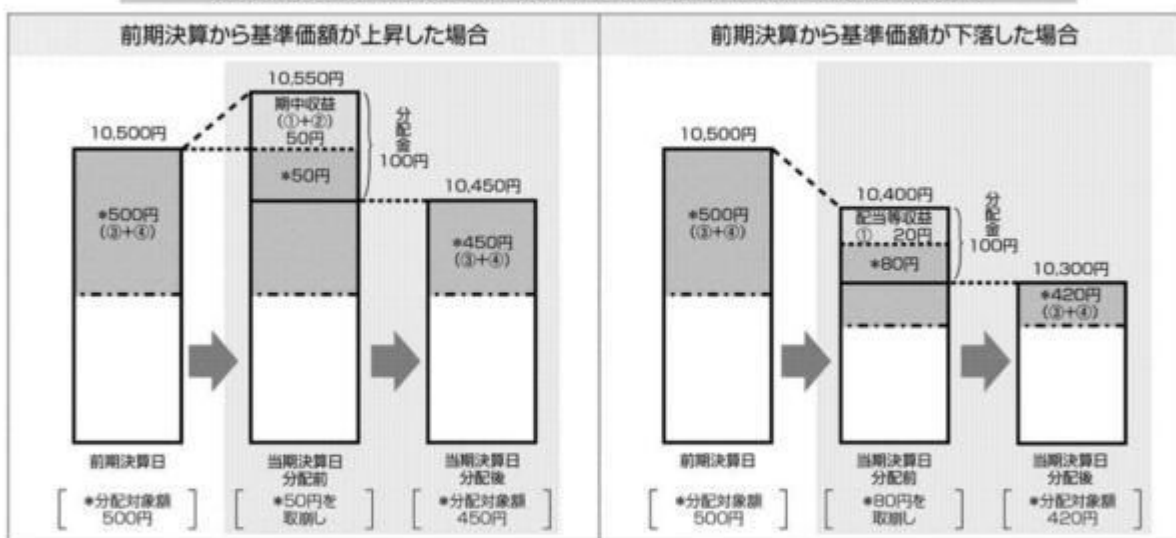 前期決算から基準価額が上昇した場合
10,500円
*500円
(③+④)
前期決算日
*分配対象額
500円
10,550円
期中収益
(①+②)
50円
*50円
分配金
100円
当期決算日
分配前
*50円を
取崩し
10,450円
*450円
(③+④)
当期決算日
分配後
*分配対象額
450円
前期決算から基準価額が下落した場合
10,500円
*500円
(③+④)
前期決算日
*分配対象額
500円
10,400円
配当等収益
① 20円
*80円
分配金
100円
当期決算日
分配前
*80円を
取崩し
10,300円
*420円
(③+④)
当期決算日
分配後
*分配対象額
420円